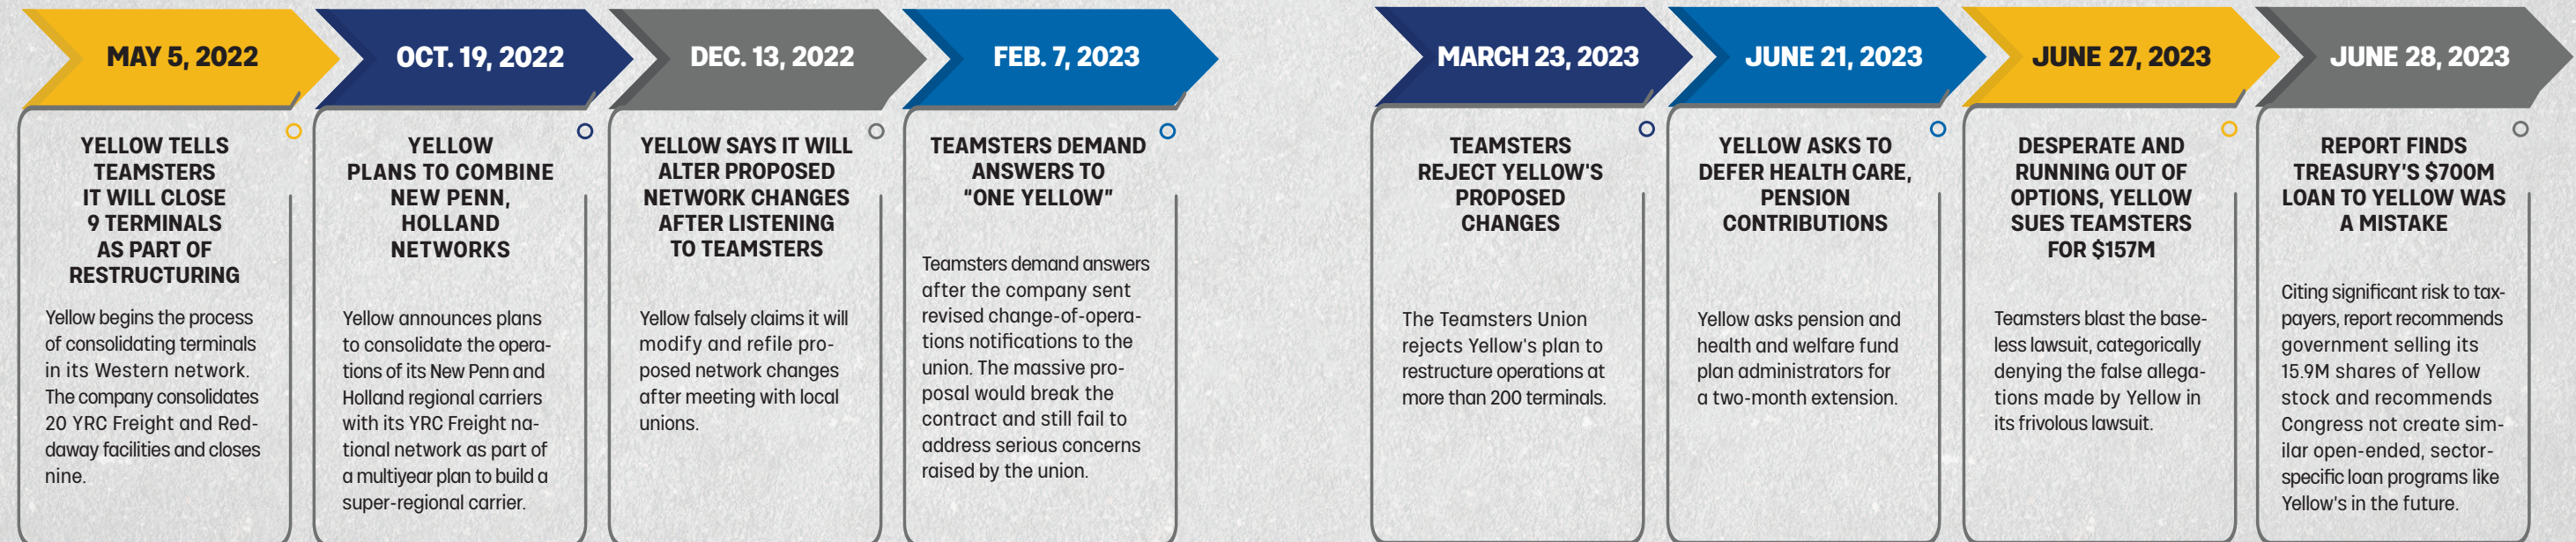 MAY 5, 2022
YELLOW TELLS
TEAMSTERS
IT WILL CLOSE
9 TERMINALS
AS PART OF
RESTRUCTURING
Yellow begins the process
of consolidating terminals
in its Western network.
The company consolidates
20 YRC Freight and Red-
daway facilities and closes
nine.
OCT. 19, 2022
YELLOW
PLANS TO COMBINE
NEW PENN,
HOLLAND
NETWORKS
Yellow announces plans
to consolidate the opera-
tions of its New Penn and
Holland regional carriers
with its YRC Freight na-
tional network as part of
a multiyear plan to build a
super-regional carrier.
DEC. 13, 2022
YELLOW SAYS IT WILL
ALTER PROPOSED
NETWORK CHANGES
AFTER LISTENING
TO TEAMSTERS
Yellow falsely claims it will
modify and refile pro-
posed network changes
after meeting with local
unions.
FEB. 7, 2023
TEAMSTERS DEMAND
ANSWERS TO
“ONE YELLOW”
Teamsters demand answers
after the company sent
revised change-of-opera-
tions notifications to the
union. The massive pro-
posal would break the
contract and still fail to
address serious concerns
raised by the union.
MARCH 23, 2023
TEAMSTERS
REJECT YELLOW'S
PROPOSED
CHANGES
The Teamsters Union
rejects Yellow's plan to
restructure operations at
more than 200 terminals.
JUNE 21, 2023
YELLOW ASKS TO
DEFER HEALTH CARE,
PENSION
CONTRIBUTIONS
Yellow asks pension and
health and welfare fund
plan administrators for
a two-month extension.
JUNE 27, 2023
DESPERATE AND
RUNNING OUT OF
OPTIONS, YELLOW
SUES TEAMSTERS
FOR $157M
Teamsters blast the base-
less lawsuit, categorically
denying the false allega-
tions made by Yellow in
its frivolous lawsuit.
JUNE 28, 2023
REPORT FINDS
TREASURY'S $700M
LOAN TO YELLOW WAS
A MISTAKE
Citing significant risk to tax-
payers, report recommends
government selling its
15.9M shares of Yellow
stock and recommends
Congress not create sim-
ilar open-ended, sector-
specific loan programs like
Yellow's in the future.